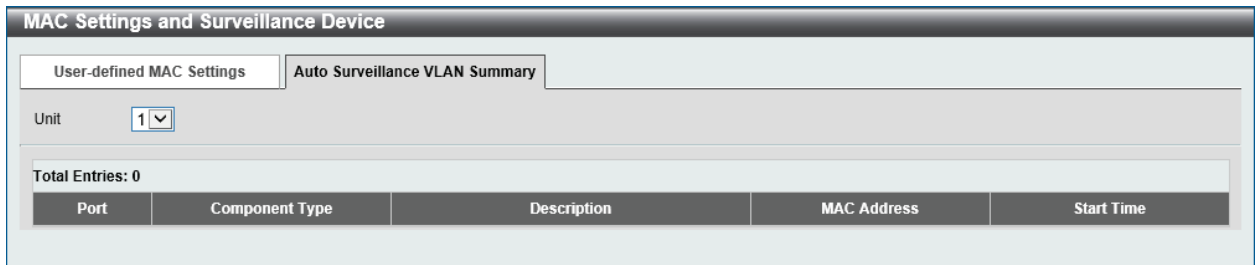 MAC Settings and Surveillance Device
User-defined MAC Settings Auto Surveillance VLAN Summary
Unit 1
Total Entries: 0
Port Component Type Description MAC Address Start Time